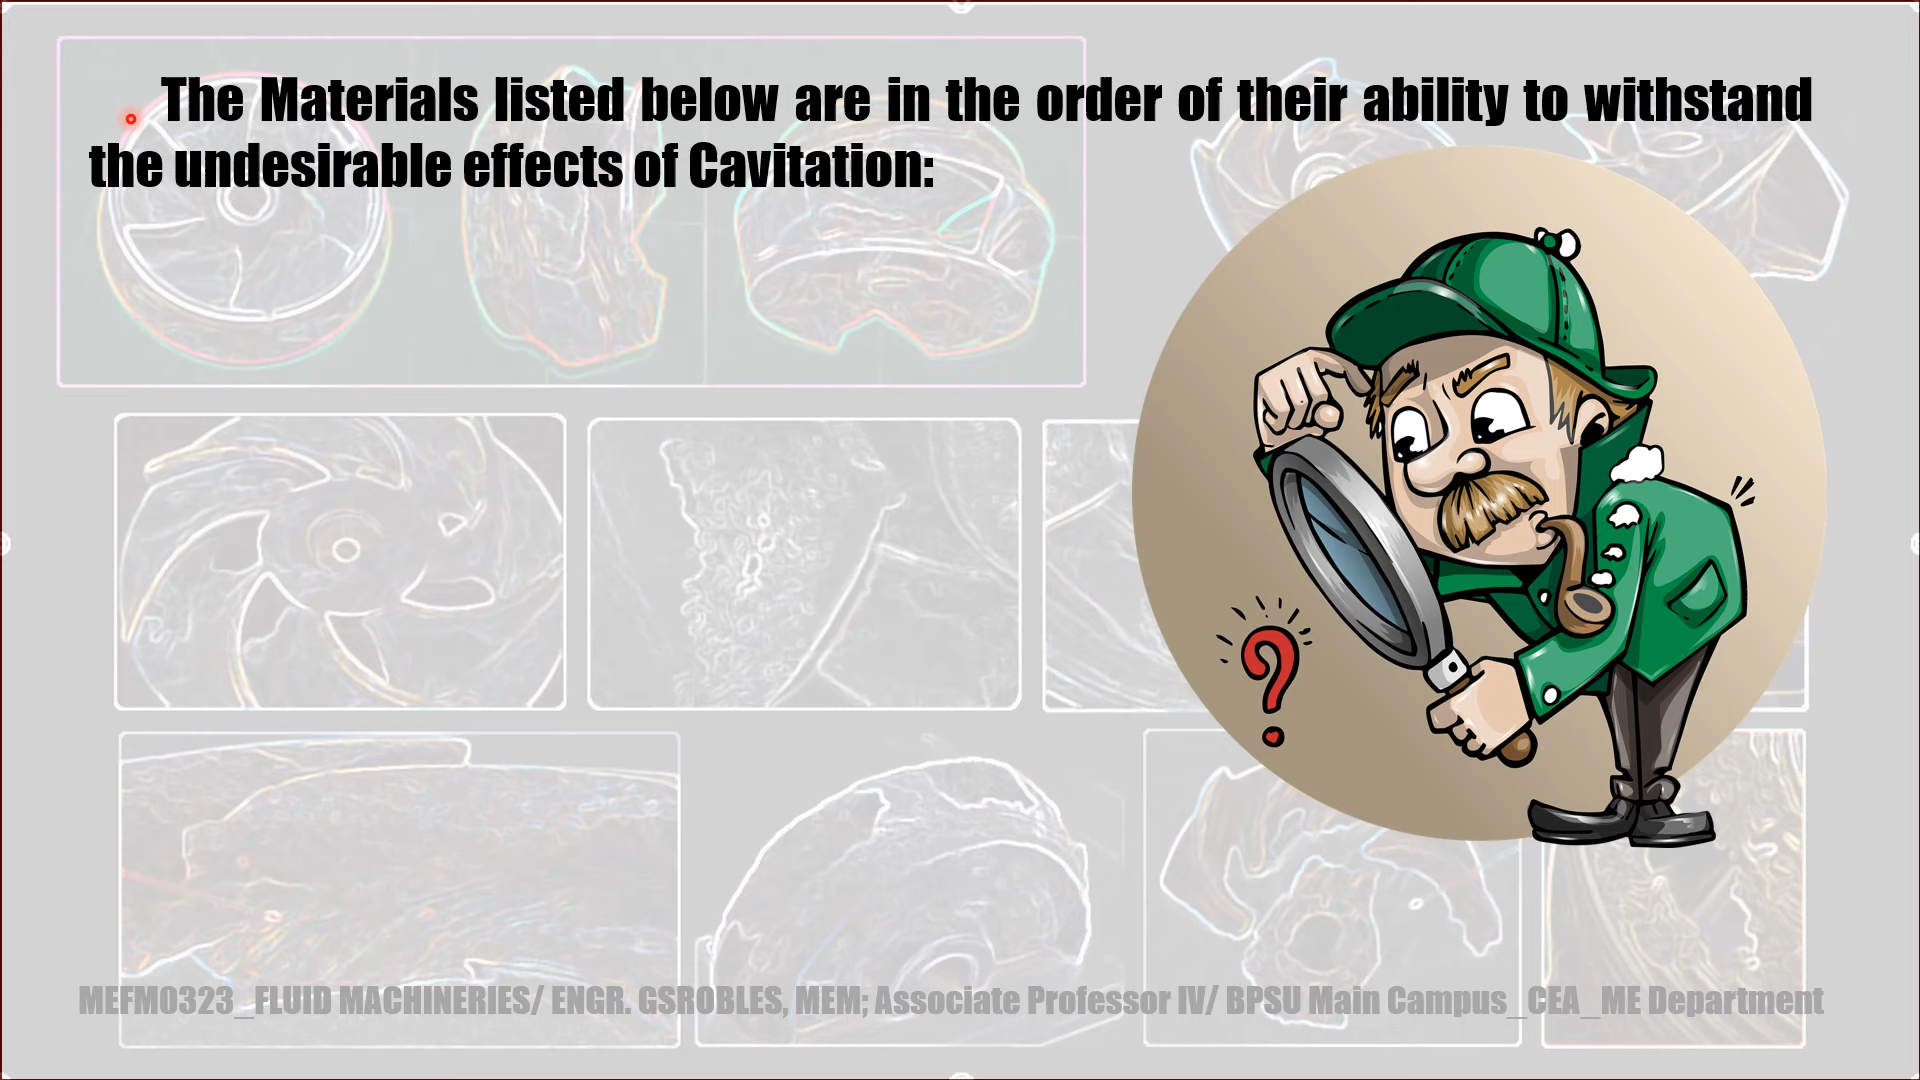 The Materials listed below are in the order of their ability to withstand
the undesirable effects of Cavitation:
?
MEFM0323_FLUID MACHINERIES/ ENGR. GSROBLES, MEM; Associate Professor IV/ BPSU Main Campus_CEA_ME Department